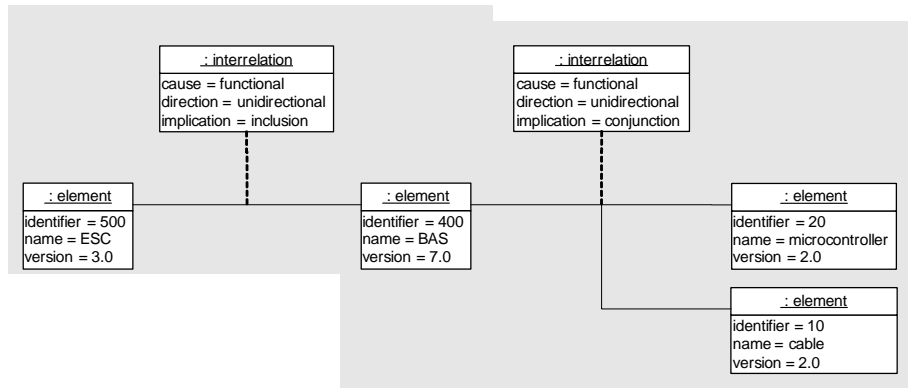 : interrelation
cause = functional
direction = unidirectional
implication = inclusion
: interrelation
cause = functional
direction = unidirectional
implication = conjunction
: element
identifier = 500
name = ESC
version = 3.0
: element
identifier = 400
name = BAS
version = 7.0
: element
identifier = 20
name = microcontroller
version = 2.0
: element
identifier = 10
name = cable
version = 2.0